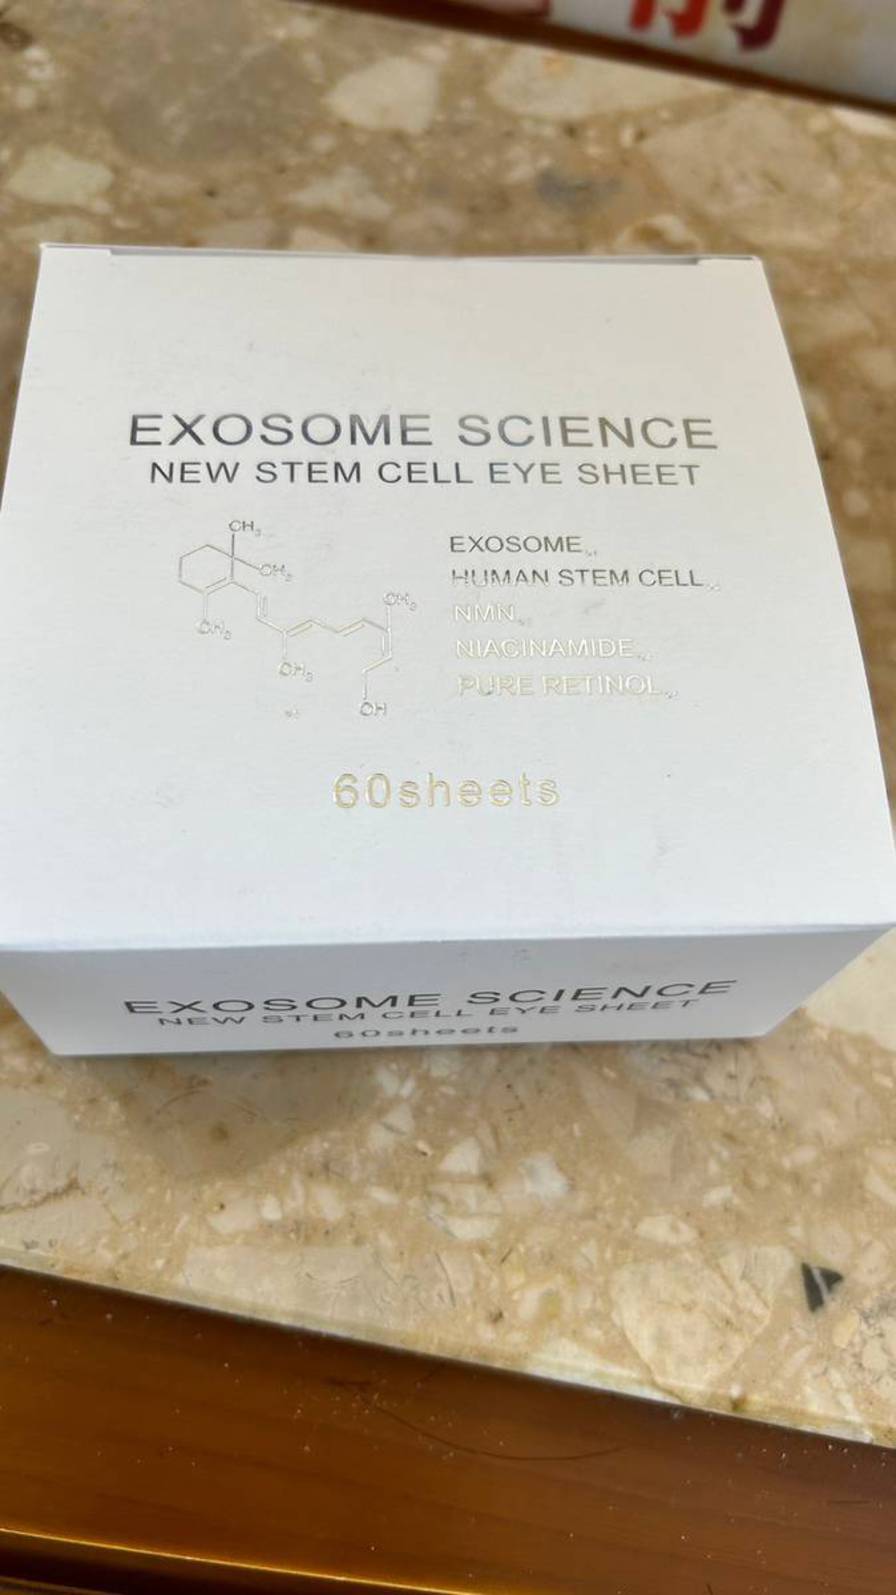 EXOSOME SCIENCE
NEW STEM CELL EYE SHEET
CH₃
CH₃
CH₃
CH₃
CH₃
OH
EXOSOME
HUMAN STEM CELL
NMN
NIACINAMIDE
PURE RETINOL
60sheets
EXOSOME SCIENCE
NEW STEM CELL EYE SHEET
60sheets